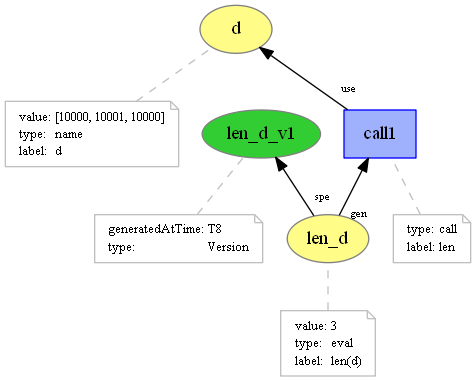 d
use
value: [10000, 10001, 10000]
type: name
label: d
len_d_v1
call1
spe
gen
generatedAtTime: T8
type: Version
len_d
type: call
label: len
value: 3
type: eval
label: len(d)